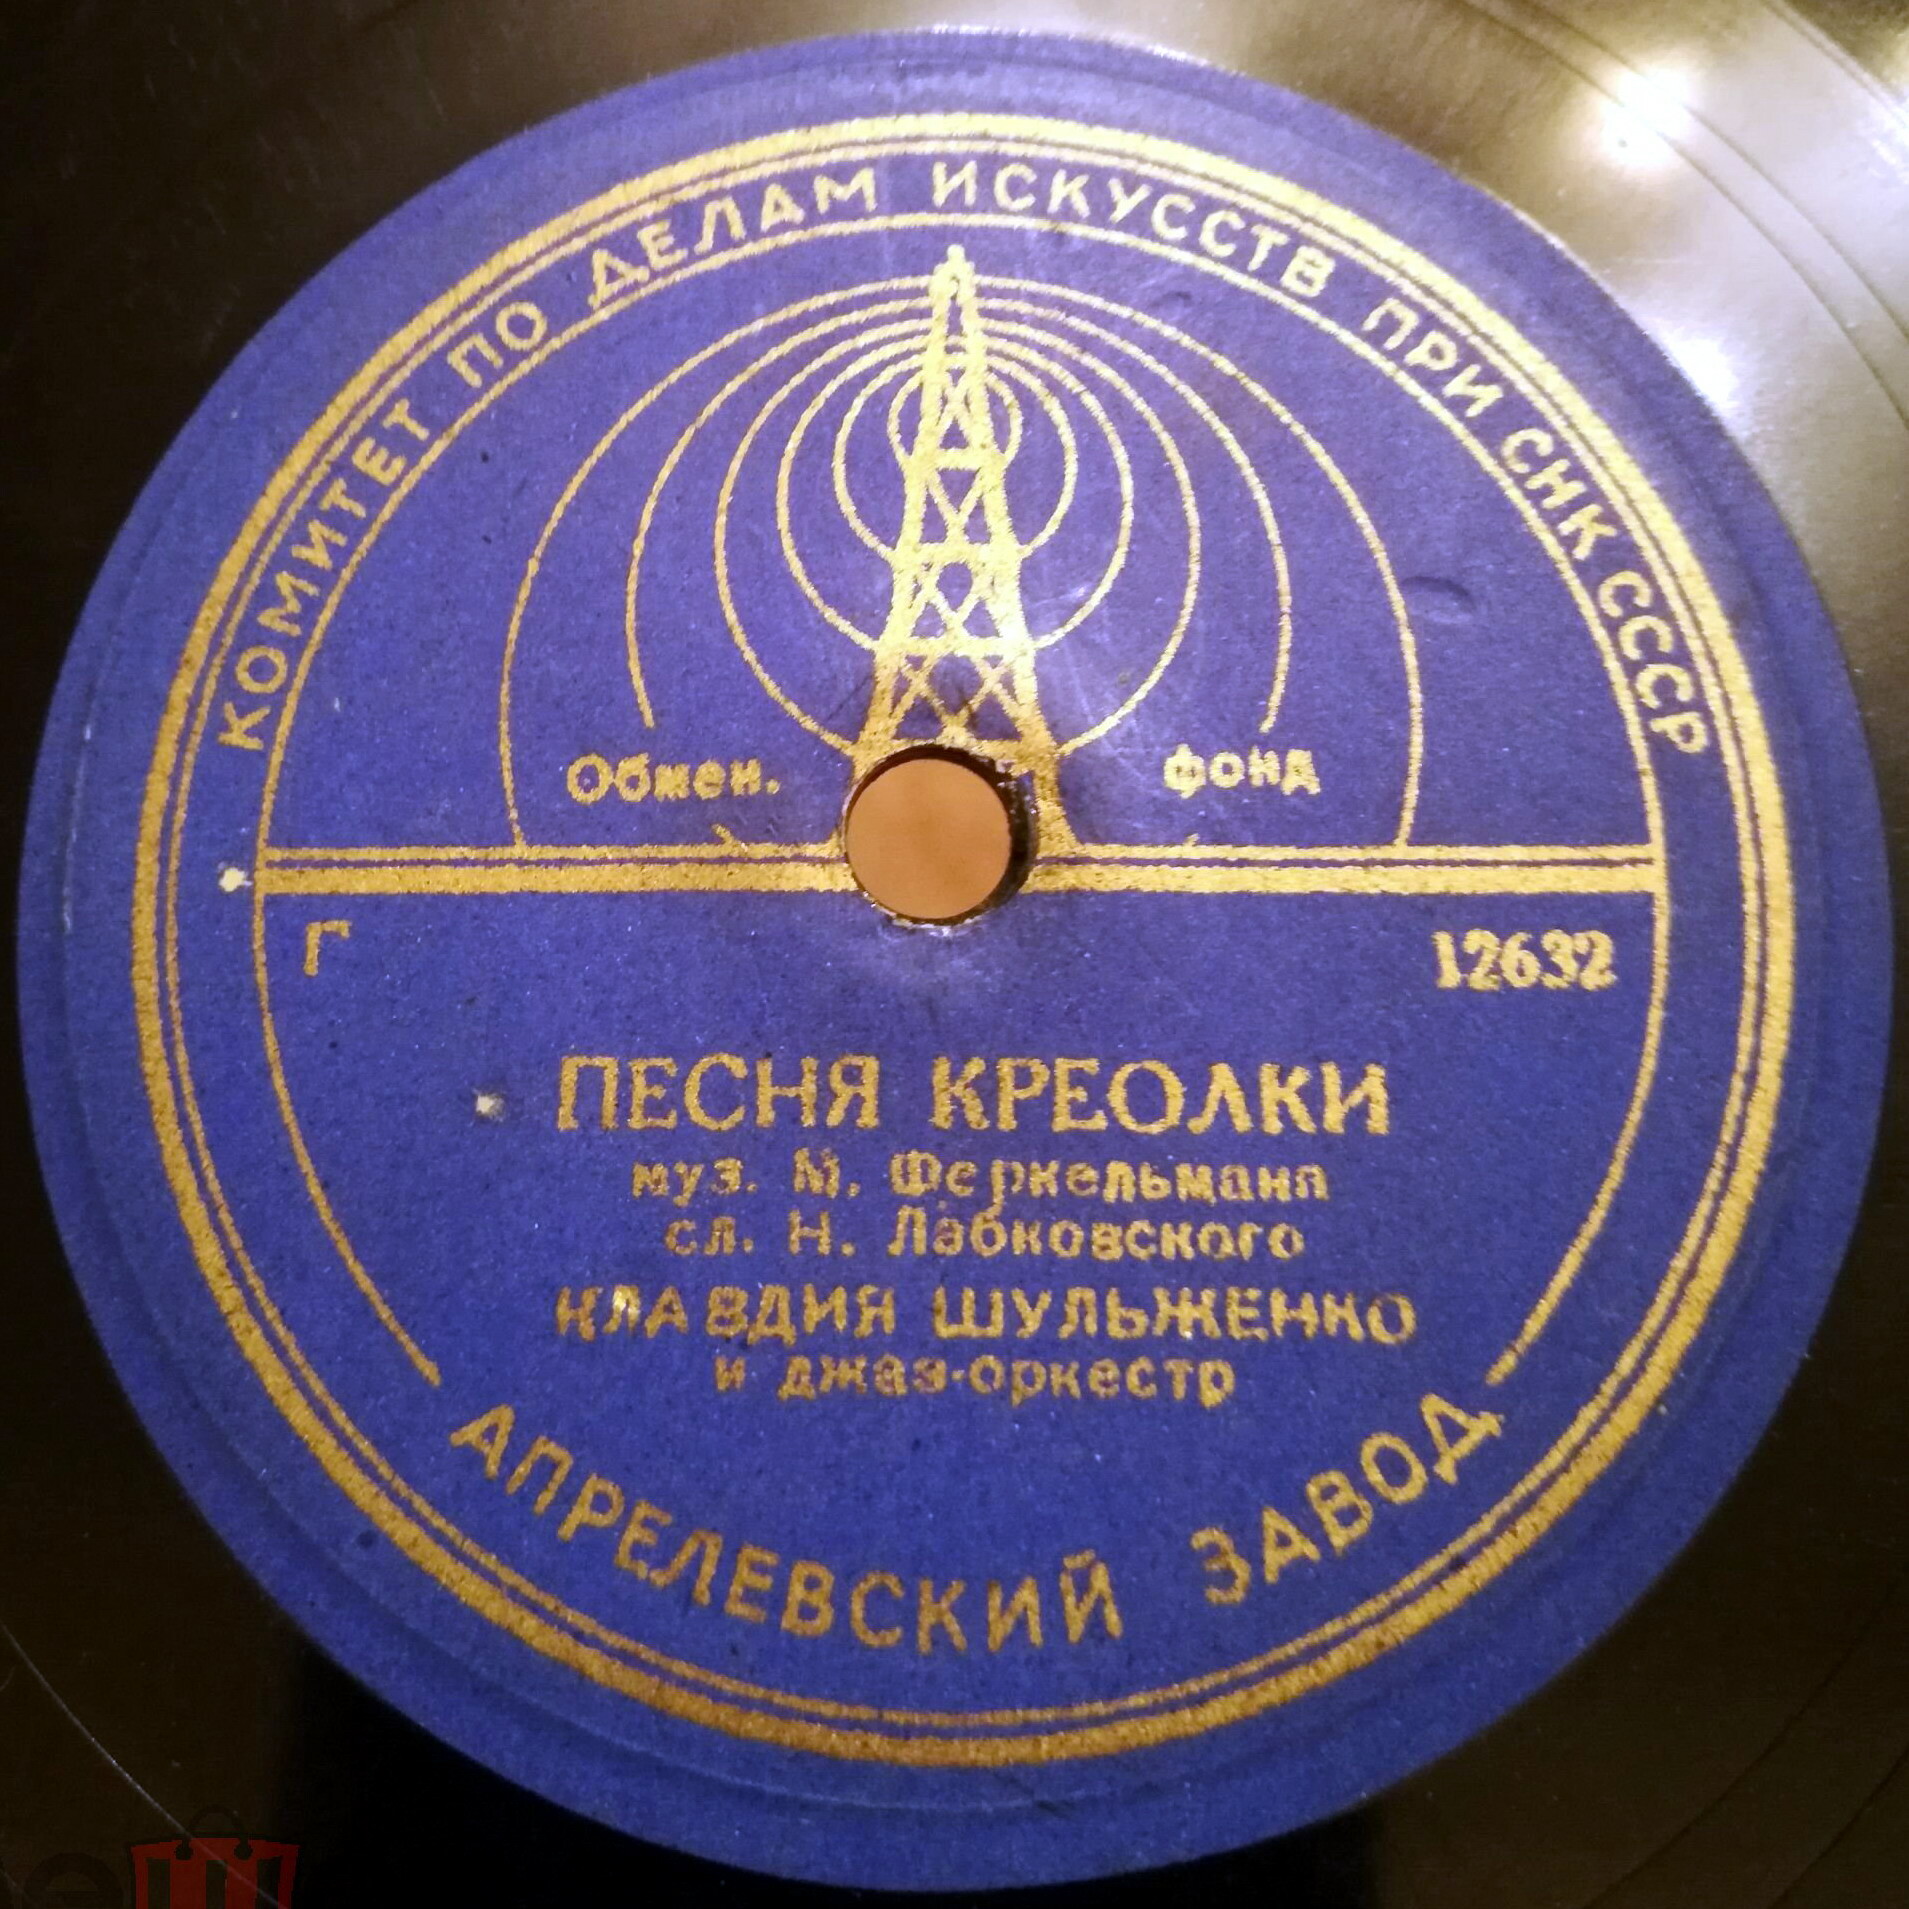 КОМИТЕТ ПО ДЕЛАМ ИСКУССТВ ПРИ СНК СССР
Обмен. фонд
Г 12632
ПЕСНЯ КРЕОЛКИ
муз. М. Феркельмана
сл. Н. Лабковского
КЛАВДИЯ ШУЛЬЖЕНКО
и джаз-оркестр
АПРЕЛЕВСКИЙ ЗАВОД